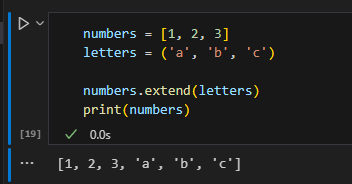 numbers = [1, 2, 3]
letters = ('a', 'b', 'c')
numbers.extend(letters)
print(numbers)
[19]
0.0s
[1, 2, 3, 'a', 'b', 'c']